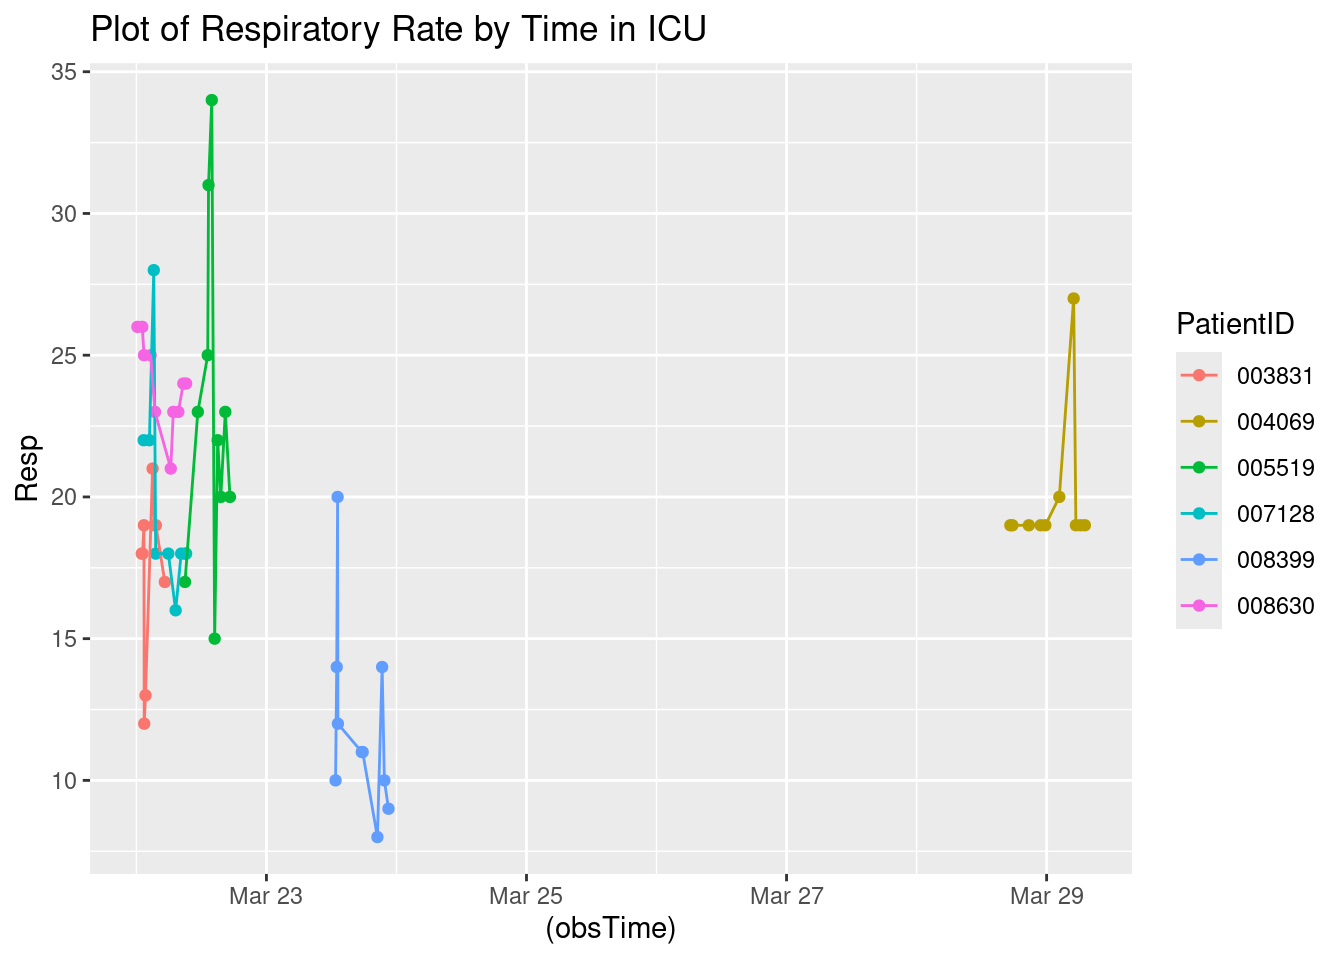 Plot of Respiratory Rate by Time in ICU
35
30
25
20
15
10
Resp
Mar 23
Mar 25
Mar 27
Mar 29
(obsTime)
PatientID
003831
004069
005519
007128
008399
008630